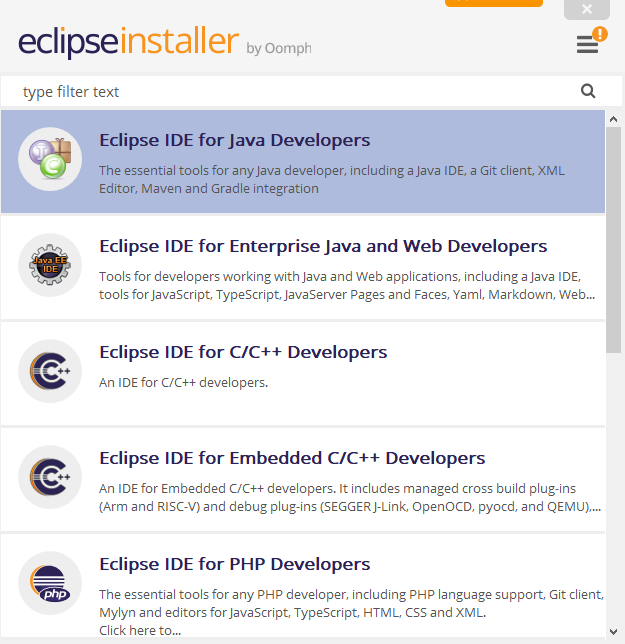 eclipseinstaller by Oomph
!
type filter text
Eclipse IDE for Java Developers
The essential tools for any Java developer, including a Java IDE, a Git client, XML
Editor, Maven and Gradle integration
Java EE
IDE
Eclipse IDE for Enterprise Java and Web Developers
Tools for developers working with Java and Web applications, including a Java IDE,
tools for JavaScript, TypeScript, JavaServer Pages and Faces, Yaml, Markdown, Web...
C++
Eclipse IDE for C/C++ Developers
An IDE for C/C++ developers.
C++
Eclipse IDE for Embedded C/C++ Developers
An IDE for Embedded C/C++ developers. It includes managed cross build plug-ins
(Arm and RISC-V) and debug plug-ins (SEGGER J-Link, OpenOCD, pyocd, and QEMU),...
php
Eclipse IDE for PHP Developers
The essential tools for any PHP developer, including PHP language support, Git client,
Mylyn and editors for JavaScript, TypeScript, HTML, CSS and XML.
Click here to...